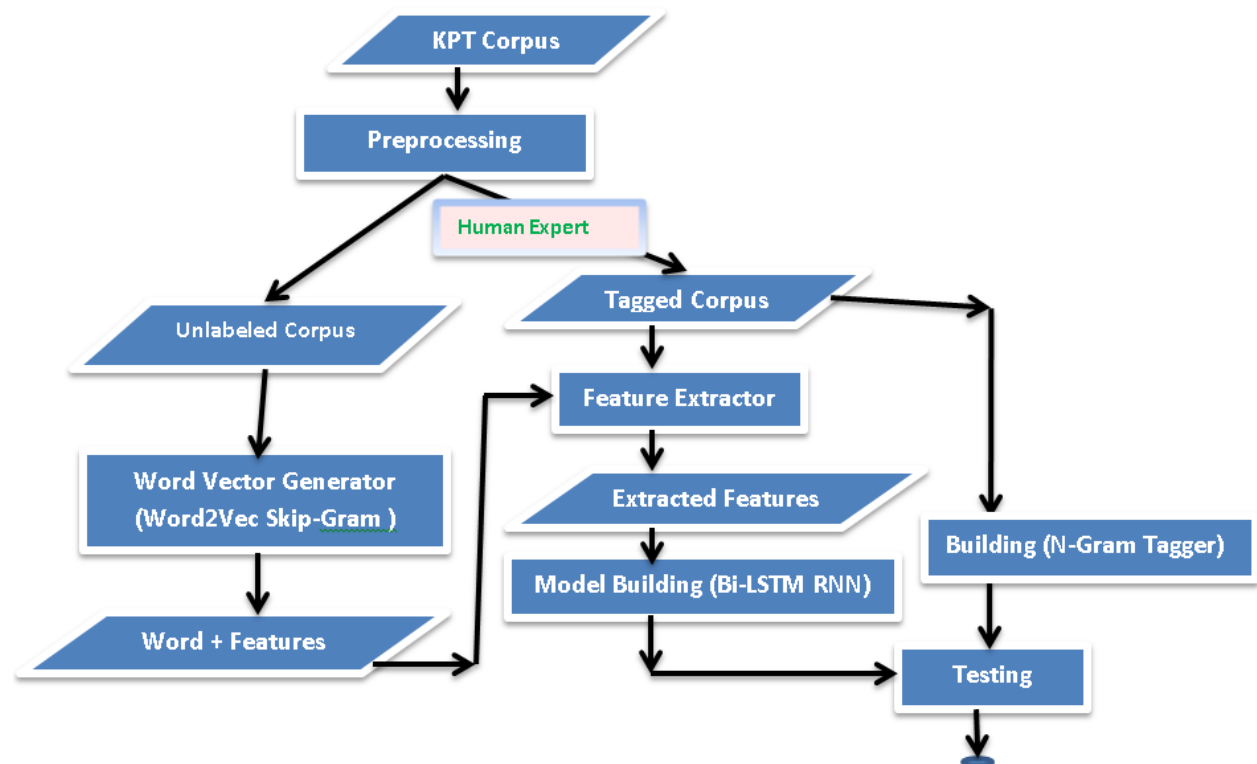 KPT Corpus
Preprocessing
Human Expert
Unlabeled Corpus
Tagged Corpus
Feature Extractor
Word Vector Generator
(Word2Vec Skip-Gram )
Extracted Features
Building (N-Gram Tagger)
Model Building (Bi-LSTM RNN)
Word + Features
Testing